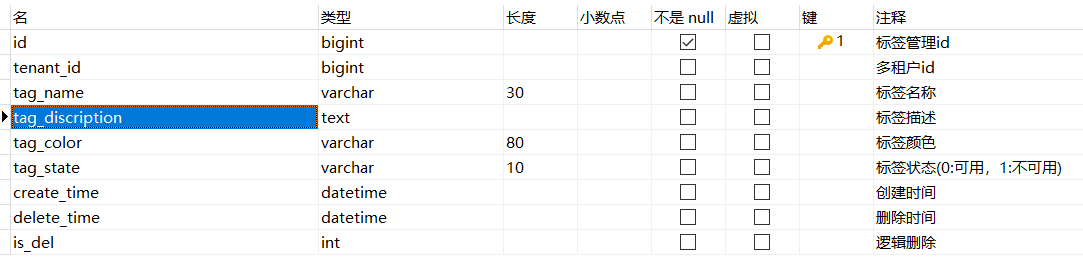 名 类型 长度 小数点 不是 null 虚拟 键 注释
id bigint 1 标签管理id
tenant_id bigint 多租户id
tag_name varchar 30 标签名称
tag_discription text 标签描述
tag_color varchar 80 标签颜色
tag_state varchar 10 标签状态(0:可用，1:不可用)
create_time datetime 创建时间
delete_time datetime 删除时间
is_del int 逻辑删除